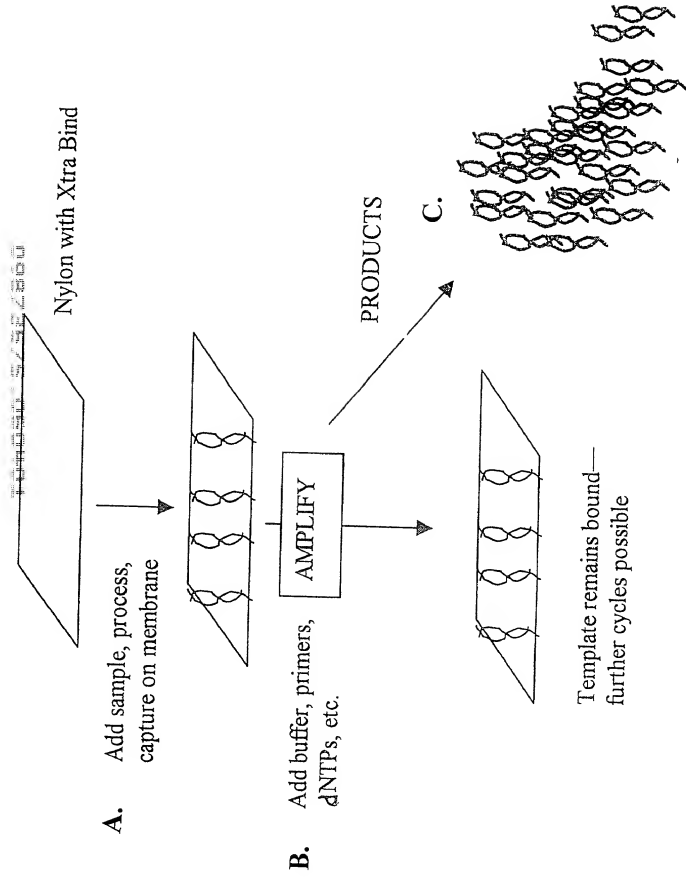 Nylon with Xtra Bind
A. Add sample, process,
capture on membrane
B. Add buffer, primers,
dNTPs, etc.
AMPLIFY
PRODUCTS
C.
Template remains bound—
further cycles possible